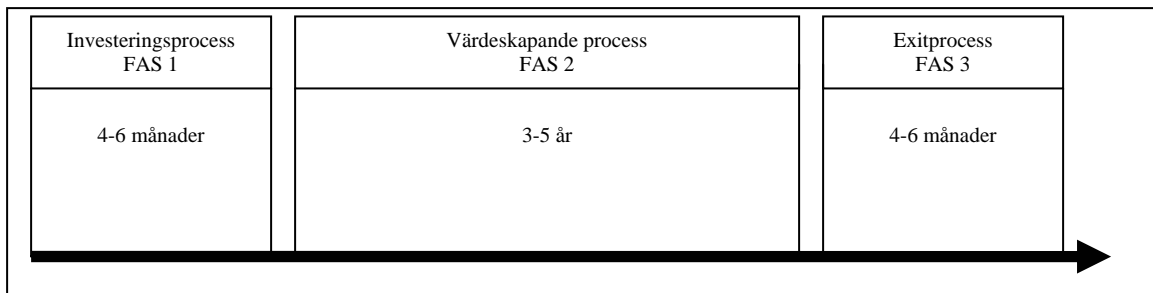 Investeringsprocess
FAS 1
4-6 månader
Värdeskapande process
FAS 2
3-5 år
Exitprocess
FAS 3
4-6 månader